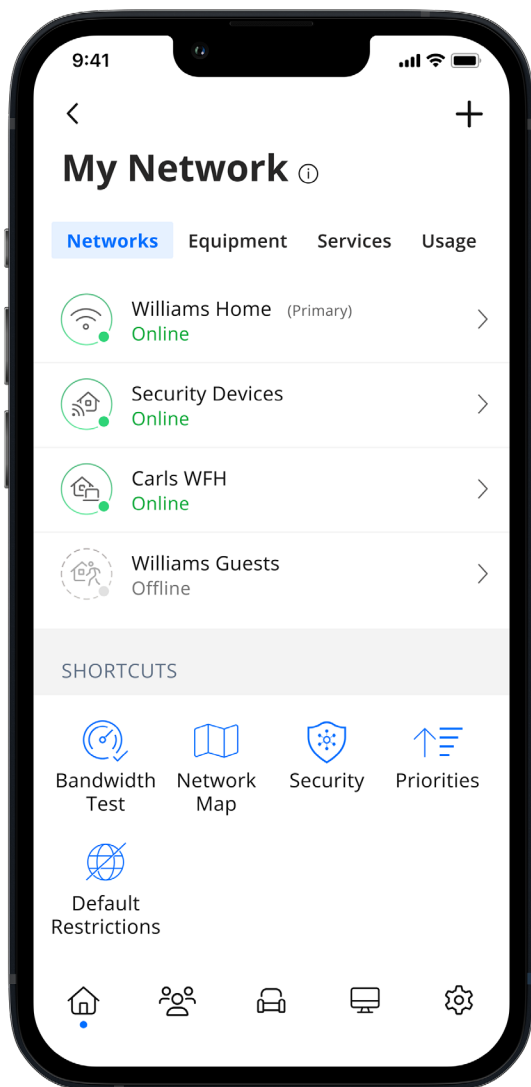 9:41
My Network
Networks Equipment Services Usage
Williams Home (Primary)
Online
Security Devices
Online
Carls WFH
Online
Williams Guests
Offline
SHORTCUTS
Bandwidth Test
Network Map
Security
Priorities
Default
Restrictions